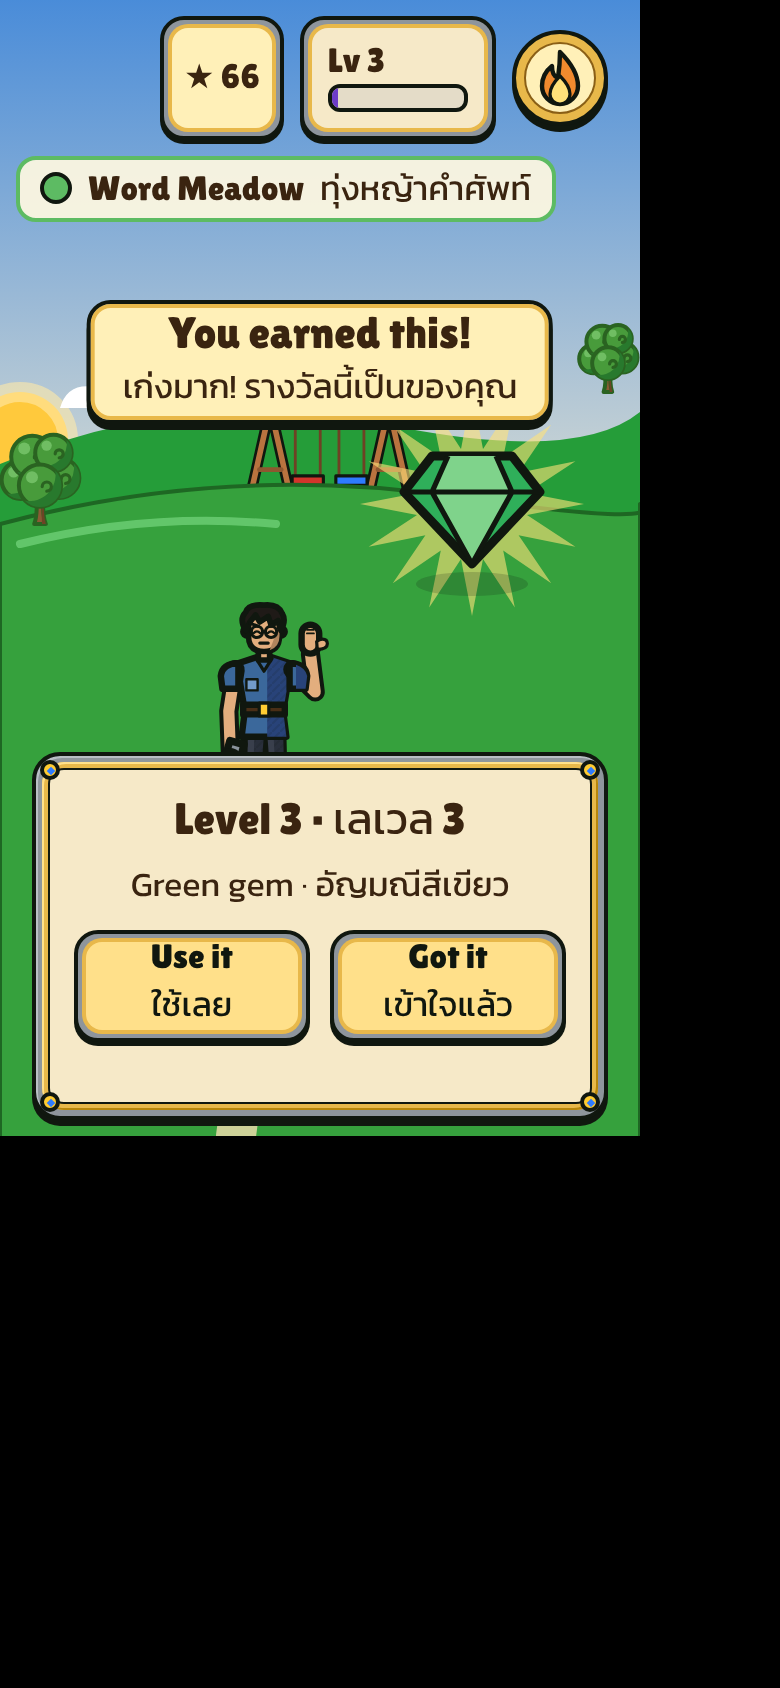 ★ 66
Lv 3
Word Meadow ทุ่งหญ้าคำศัพท์
You earned this!
เก่งมาก! รางวัลนี้เป็นของคุณ
Level 3 · เลเวล 3
Green gem · อัญมณีสีเขียว
Use it
ใช้เลย
Got it
เข้าใจแล้ว